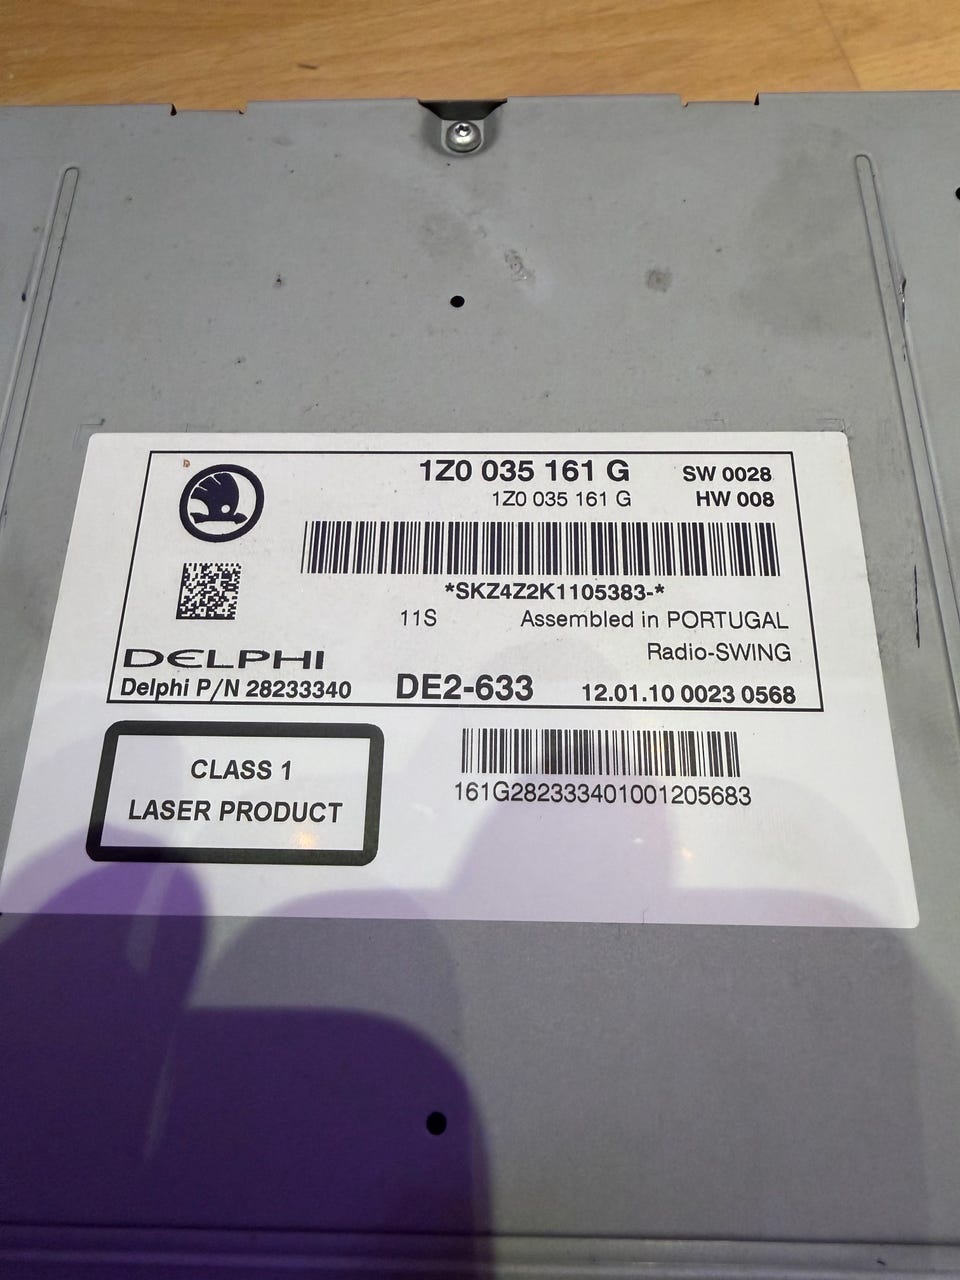 1Z0 035 161 G
SW 0028
1Z0 035 161 G
HW 008
*SKZ4Z2K1105383-*
11S
Assembled in PORTUGAL
Radio-SWING
DELPHI
Delphi P/N 28233340
DE2-633
12.01.10 0023 0568
CLASS 1
LASER PRODUCT
161G282333401001205683